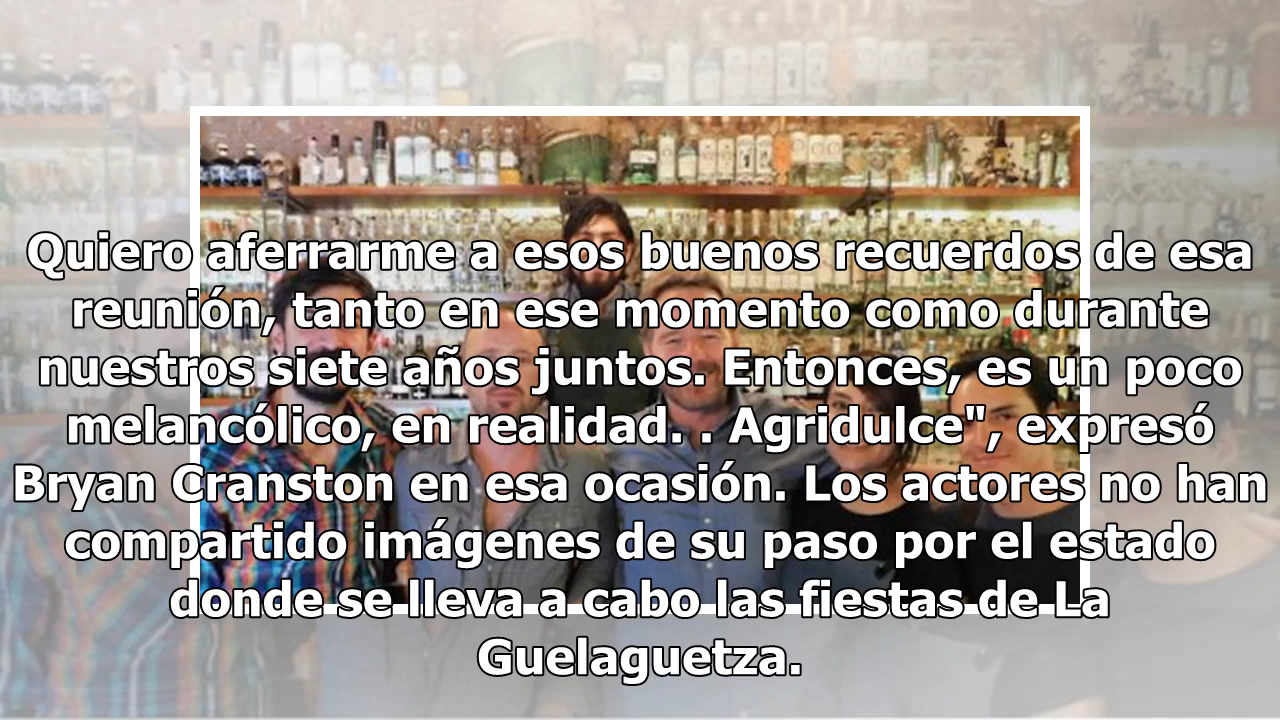 Quiero aferrarme a esos buenos recuerdos de esa
reunión, tanto en ese momento como durante
nuestros siete años juntos. Entonces, es un poco
melancólico, en realidad. . Agridulce", expresó
Bryan Cranston en esa ocasión. Los actores no han
compartido imágenes de su paso por el estado
donde se lleva a cabo las fiestas de La
Guelaguetza.